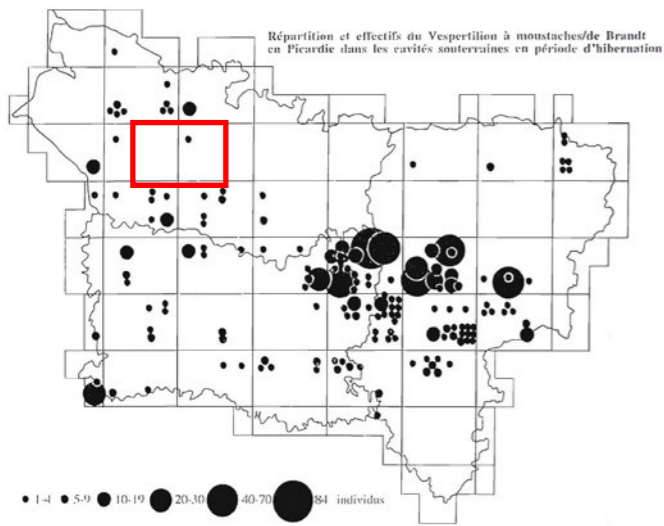 Répartition et effectifs du Vespertilion à moustaches/de Brandt
en Picardie dans les cavités souterraines en période d'hibernation
1-4 5-9 10-19 20-30 40-70 84 individus